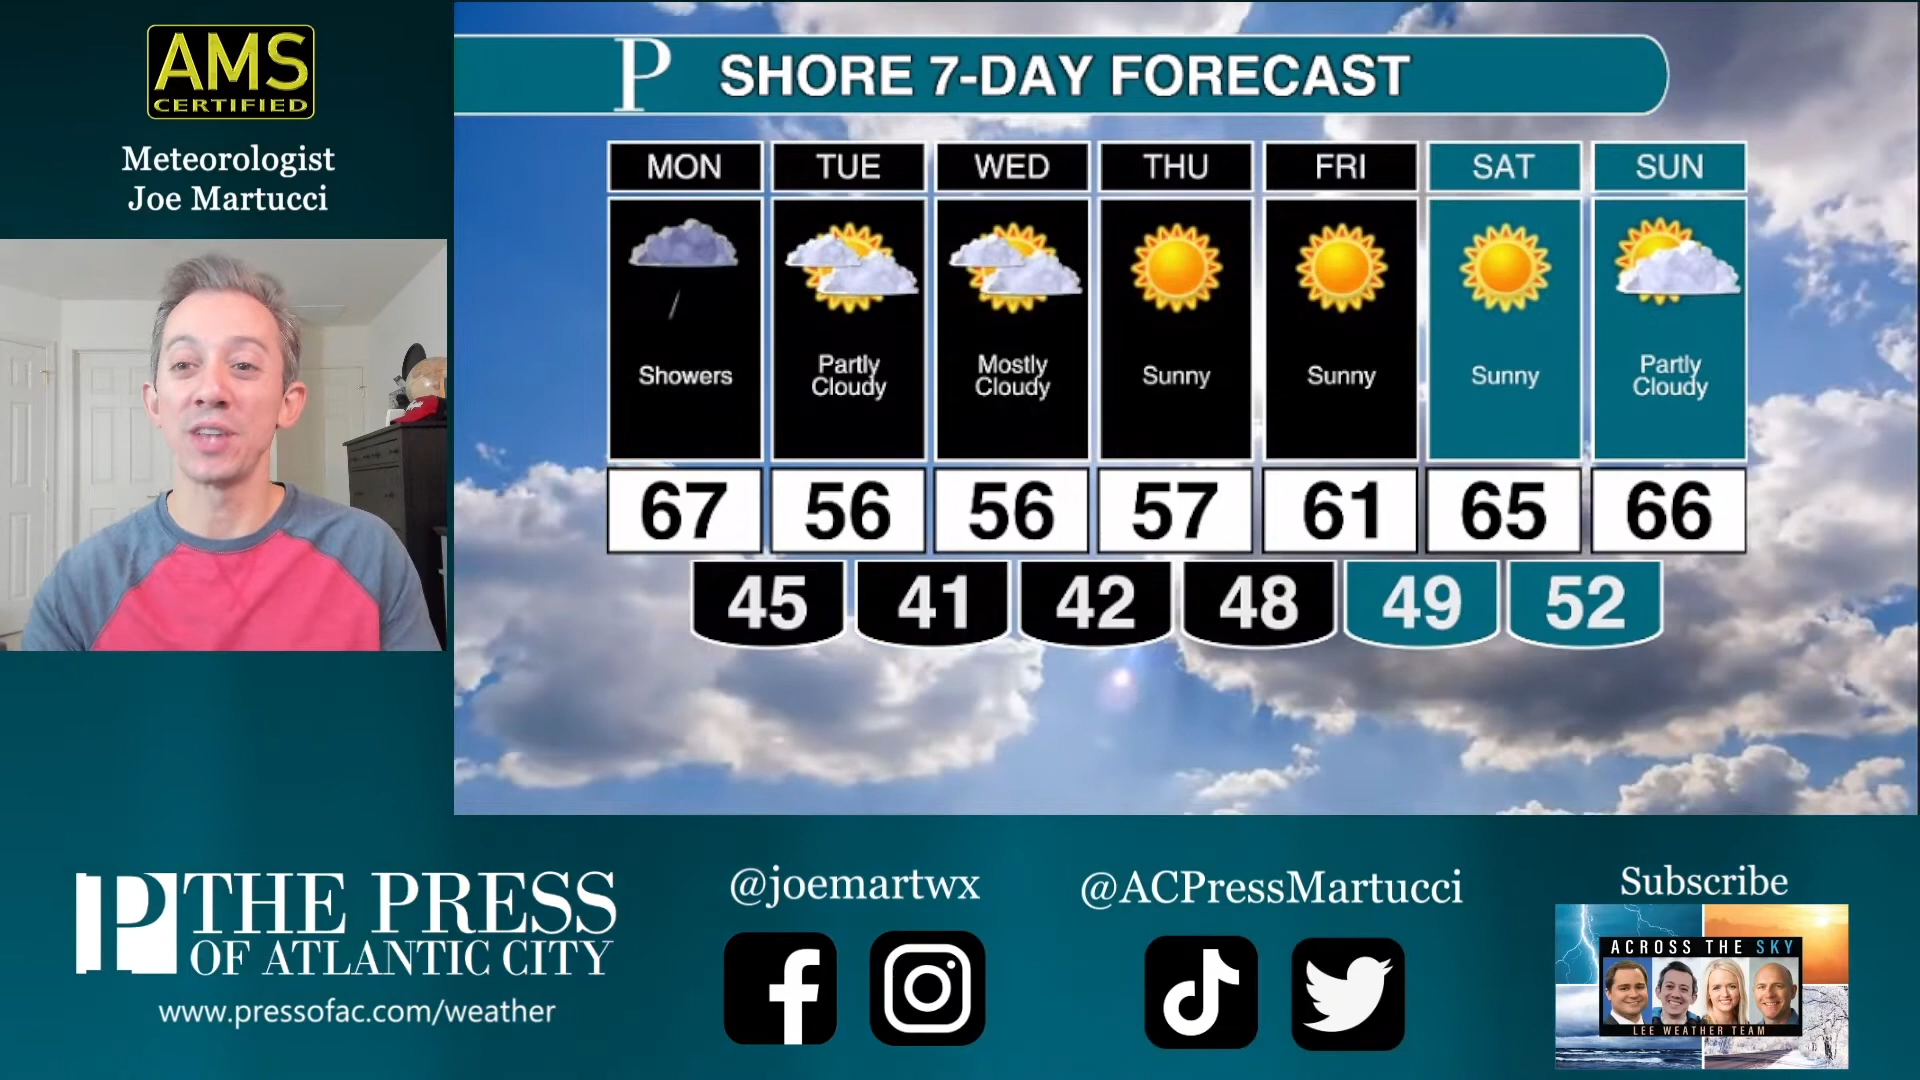 AMS
CERTIFIED
Meteorologist
Joe Martucci
P SHORE 7-DAY FORECAST
MON TUE WED THU FRI SAT SUN
Showers Partly Cloudy Mostly Cloudy Sunny Sunny Sunny Partly Cloudy
67 56 56 57 61 65 66
45 41 42 48 49 52
P THE PRESS
OF ATLANTIC CITY
www.pressofac.com/weather
@joemartwx
@ACPressMartucci
Subscribe
ACROSS THE SKY
LEE WEATHER TEAM